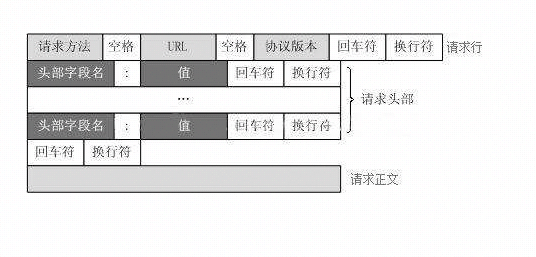 请求方法 空格 URL 空格 协议版本 回车符 换行符 请求行
头部字段名 : 值 回车符 换行符
... 请求头部
头部字段名 : 值 回车符 换行符
回车符 换行符
请求正文